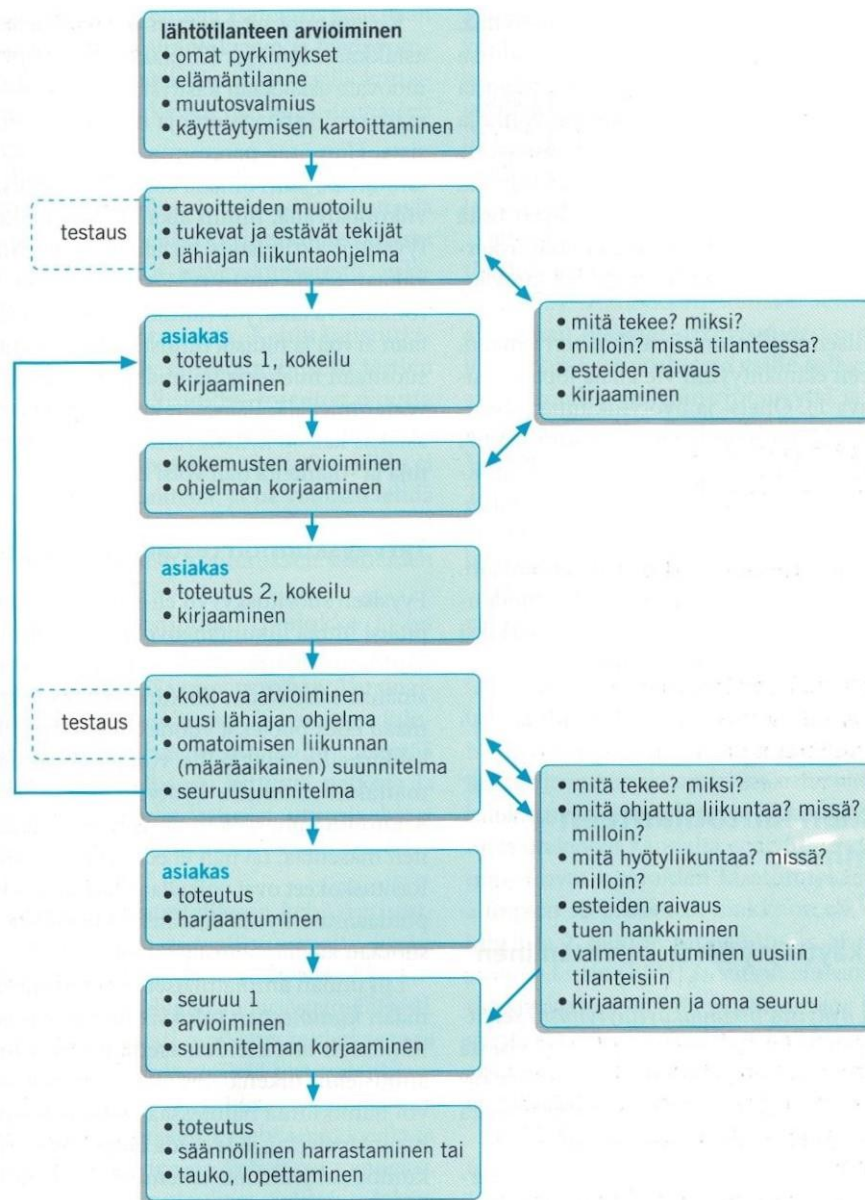 lähtötilanteen arvioiminen
• omat pyrkimykset
• elämäntilanne
• muutosvalmius
• käyttäytymisen kartoittaminen
testaus
• tavoitteiden muotoilu
• tukevat ja estävät tekijät
• lähiajan liikuntaohjelma
• mitä tekee? miksi?
• milloin? missä tilanteessa?
• esteiden raivaus
• kirjaaminen
asiakas
• toteutus 1, kokeilu
• kirjaaminen
• kokemusten arvioiminen
• ohjelman korjaaminen
asiakas
• toteutus 2, kokeilu
• kirjaaminen
testaus
• kokoava arvioiminen
• uusi lähiajan ohjelma
• omatoimisen liikunnan
(määräaikainen) suunnitelma
• seuruusuunnitelma
• mitä tekee? miksi?
• mitä ohjattua liikuntaa? missä?
milloin?
• mitä hyötyliikuntaa? missä?
milloin?
• esteiden raivaus
• tuen hankkiminen
• valmentautuminen uusiin
tilanteisiin
• kirjaaminen ja oma seuruu
asiakas
• toteutus
• harjaantuminen
• seuruu 1
• arvioiminen
• suunnitelman korjaaminen
• toteutus
• säännöllinen harrastaminen tai
• tauko, lopettaminen